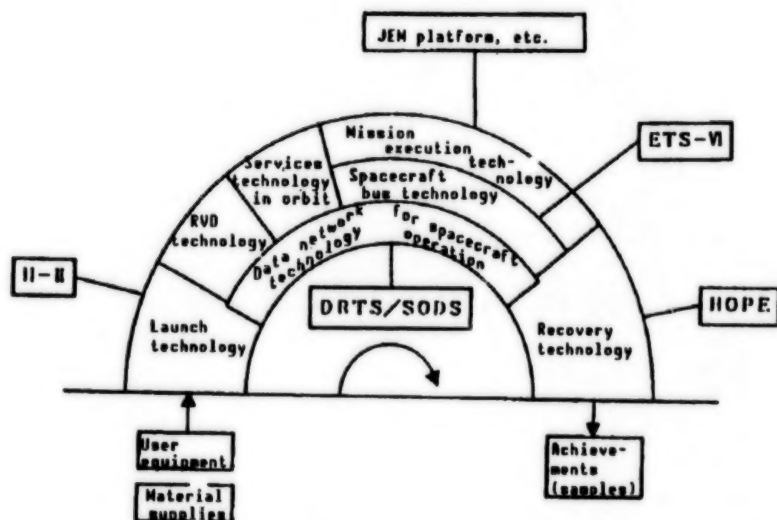 JEM platform, etc.
Mission
execution
tech-
nology
ETS-VI
Services
technology
in orbit
Spacecraft
bus technology
RVD
technology
Data network
technology
for spacecraft
operation
H-II
DRTS/SODS
HOPE
Launch
technology
Recovery
technology
User
equipment
Achieve-
ments
(samples)
Material
supplies